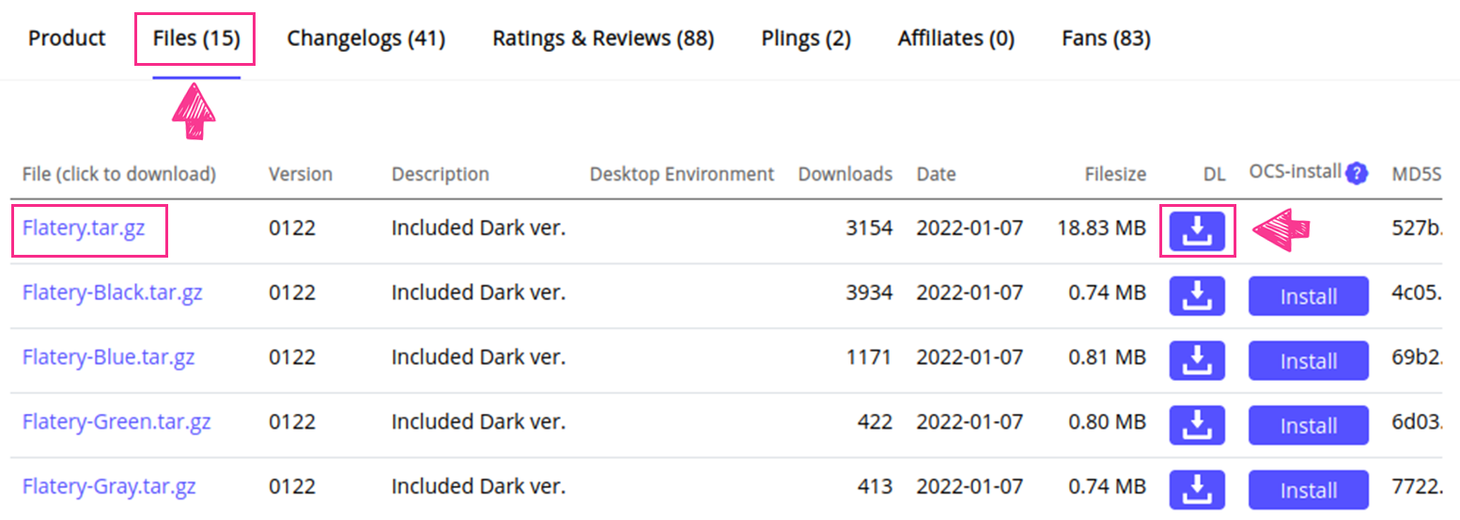 Product Files (15) Changelogs (41) Ratings & Reviews (88) Plings (2) Affiliates (0) Fans (83)
File (click to download) Version Description Desktop Environment Downloads Date Filesize DL OCS-Install ? MD5S
Flatery.tar.gz 0122 Included Dark ver. 3154 2022-01-07 18.83 MB 527b.
Flatery-Black.tar.gz 0122 Included Dark ver. 3934 2022-01-07 0.74 MB Install 4c05.
Flatery-Blue.tar.gz 0122 Included Dark ver. 1171 2022-01-07 0.81 MB Install 69b2.
Flatery-Green.tar.gz 0122 Included Dark ver. 422 2022-01-07 0.80 MB Install 6d03.
Flatery-Gray.tar.gz 0122 Included Dark ver. 413 2022-01-07 0.74 MB Install 7722.